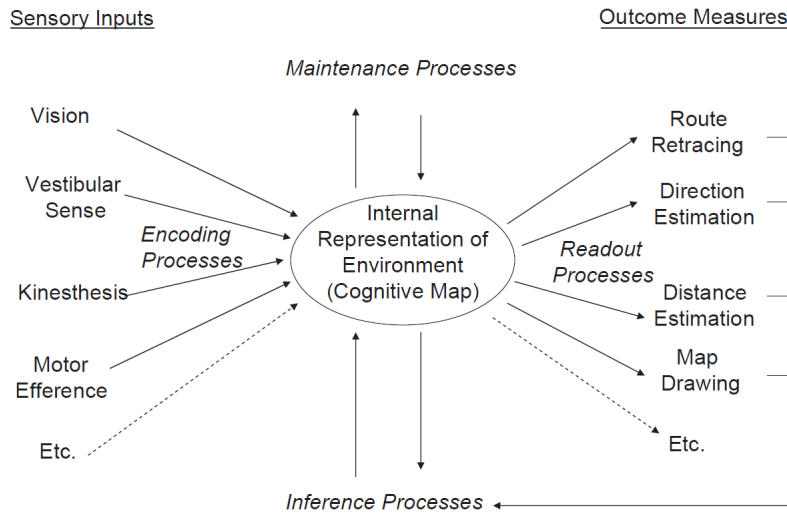 Sensory Inputs
Outcome Measures
Maintenance Processes
Vision
Vestibular
Sense
Encoding
Processes
Kinesthesis
Motor
Efference
Etc.
Internal
Representation of
Environment
(Cognitive Map)
Readout
Processes
Route
Retracing
Direction
Estimation
Distance
Estimation
Map
Drawing
Etc.
Inference Processes